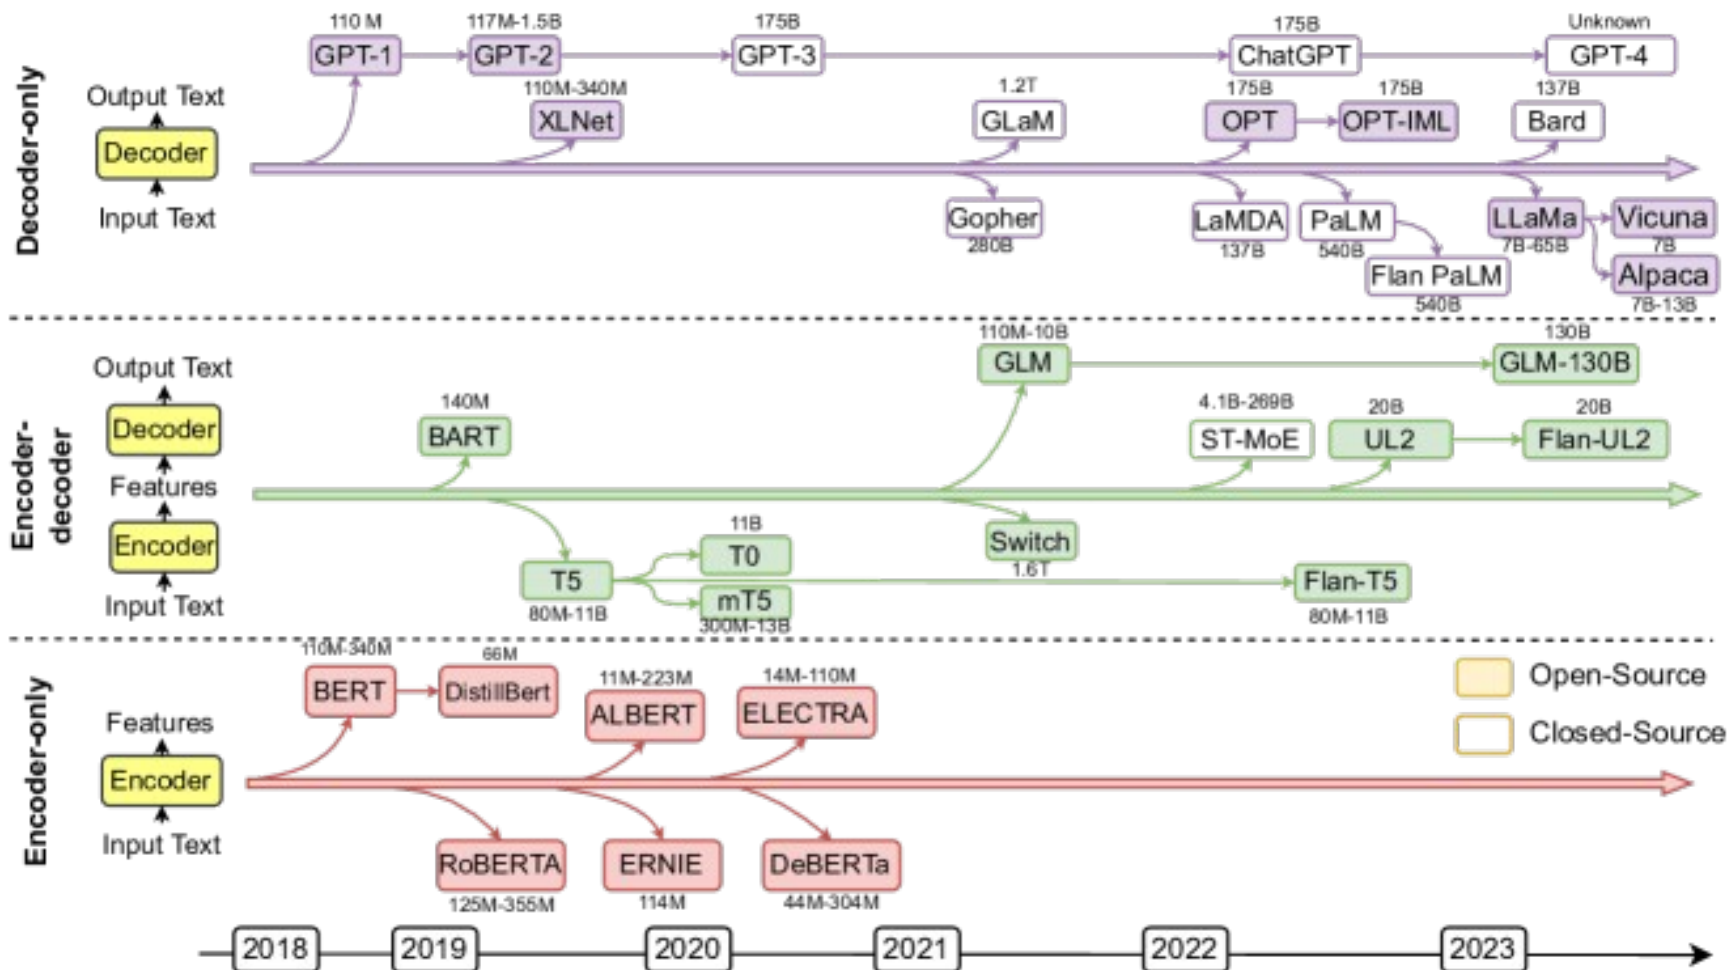 Decoder-only
Output Text
Decoder
Input Text
110 M
GPT-1
117M-1.5B
GPT-2
175B
GPT-3
175B
ChatGPT
Unknown
GPT-4
110M-340M
XLNet
1.2T
GLaM
175B
OPT
175B
OPT-IML
137B
Bard
Gopher
280B
LaMDA
137B
PaLM
540B
Flan PaLM
540B
LLaMa
7B-65B
Vicuna
7B
Alpaca
7B-13B
Encoder-
decoder
Output Text
Decoder
Features
Encoder
Input Text
110M-10B
GLM
130B
GLM-130B
140M
BART
4.1B-269B
ST-MoE
20B
UL2
20B
Flan-UL2
Switch
1.6T
T5
80M-11B
11B
T0
mT5
300M-13B
Flan-T5
80M-11B
Encoder-only
Features
Encoder
Input Text
110M-340M
BERT
66M
DistillBert
11M-223M
ALBERT
14M-110M
ELECTRA
RoBERTA
125M-355M
ERNIE
114M
DeBERTa
44M-304M
Open-Source
Closed-Source
2018
2019
2020
2021
2022
2023